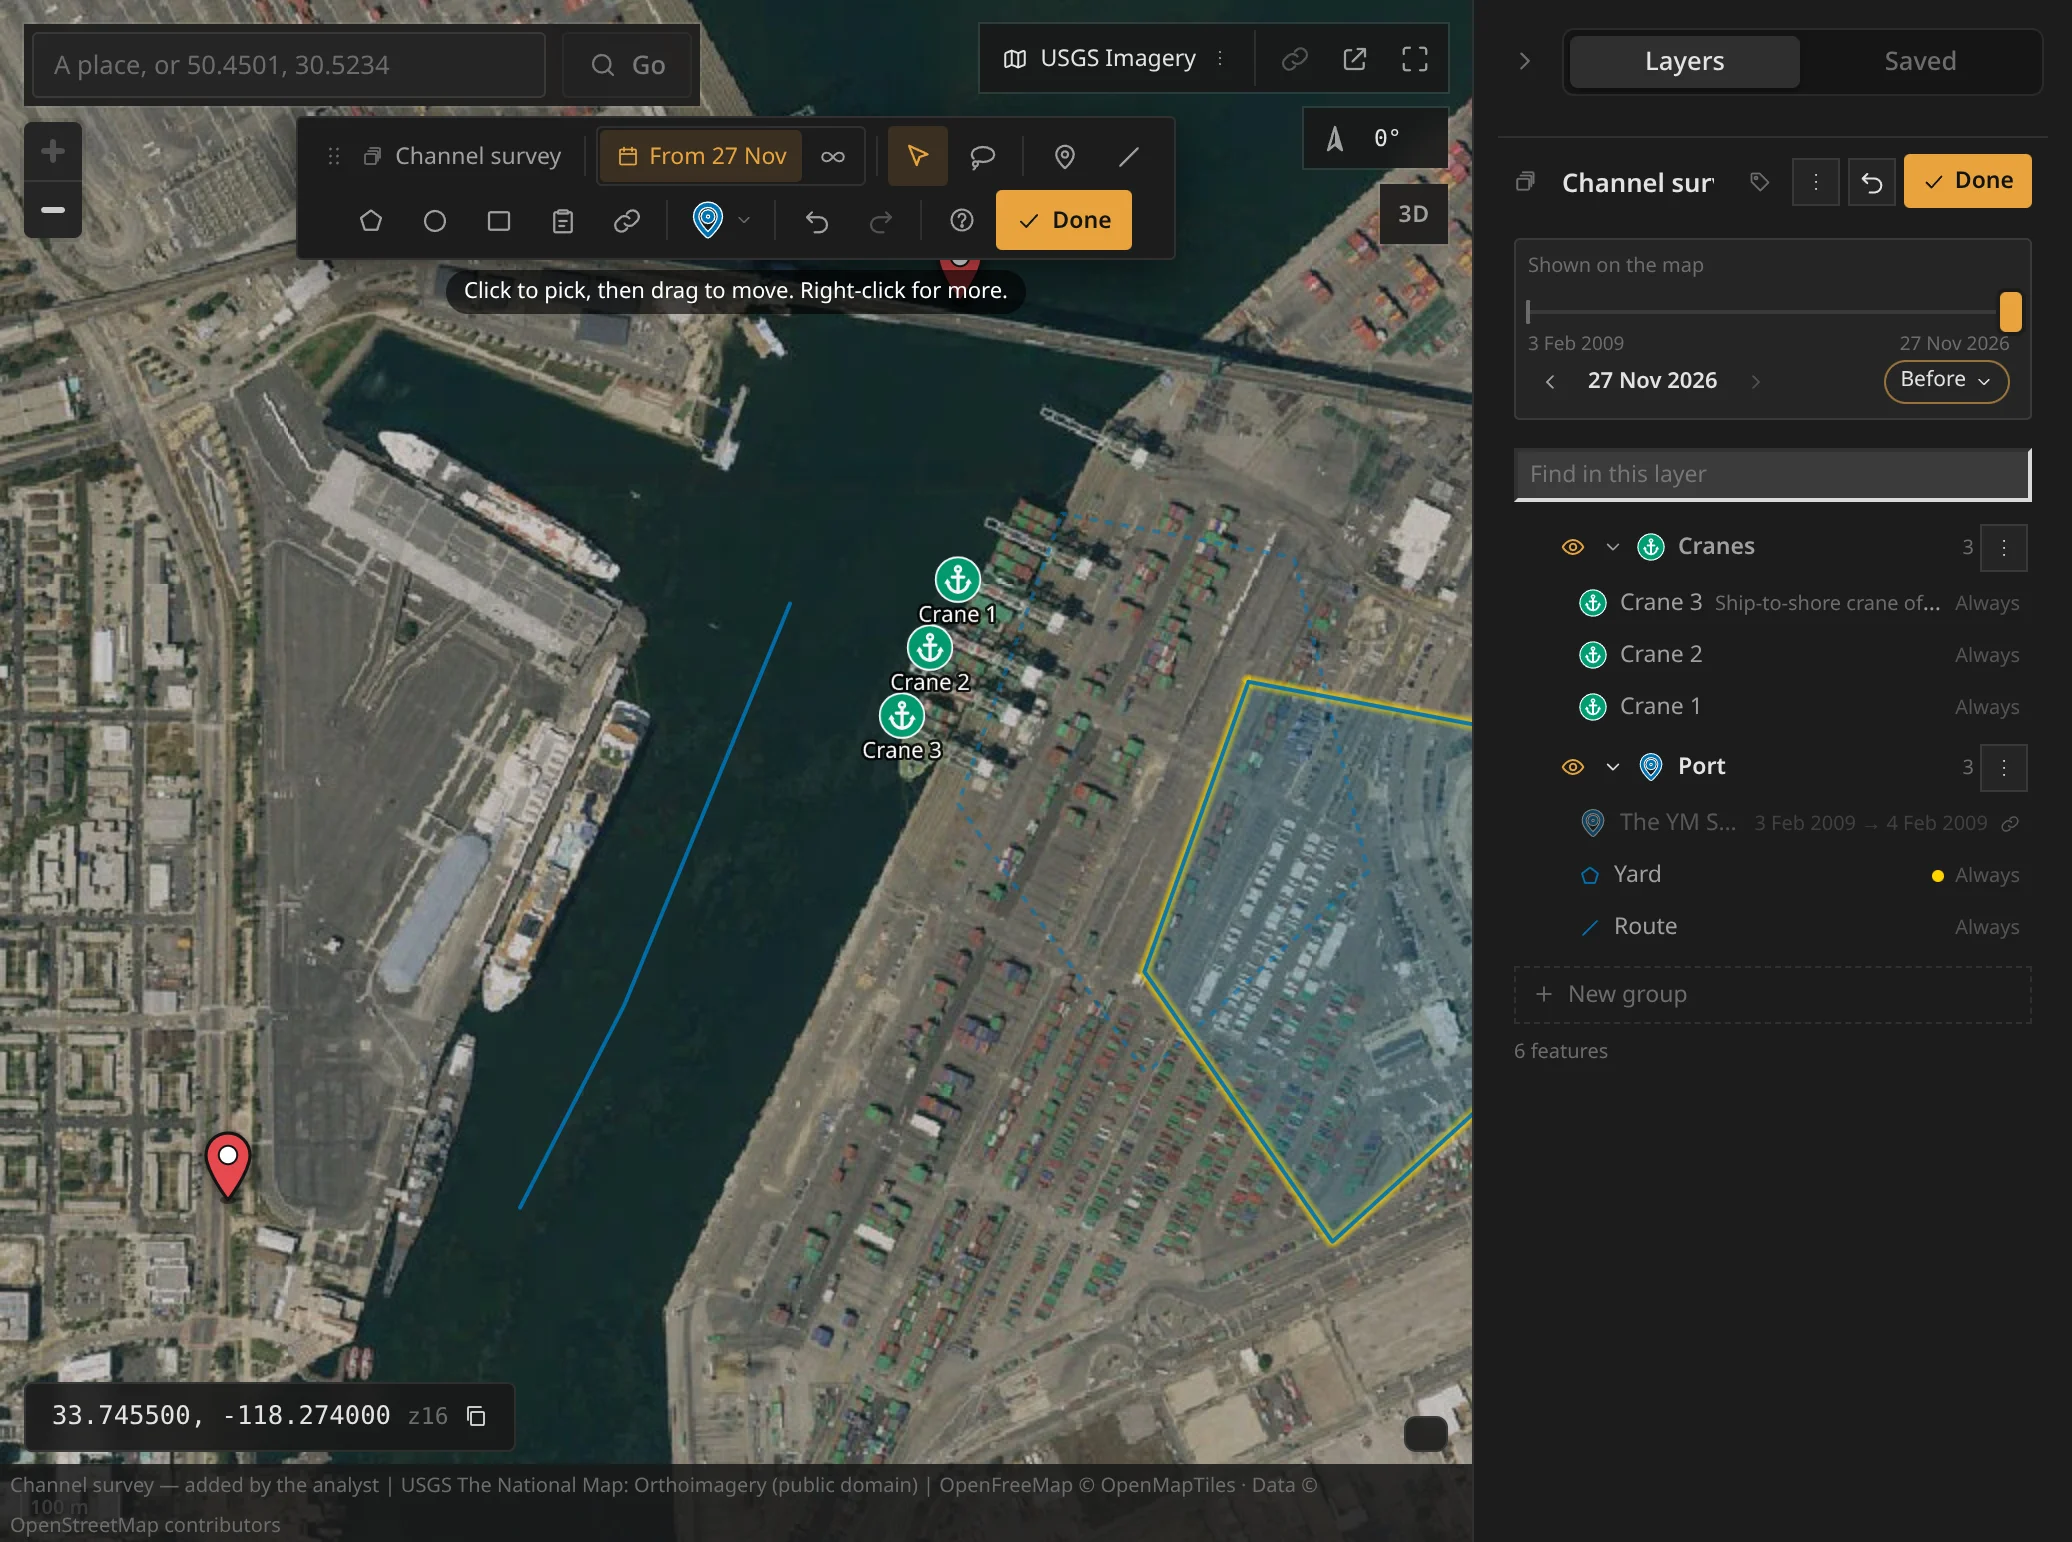 A place, or 50.4501, 30.5234
Go
USGS Imagery
Layers
Saved
Channel survey
From 27 Nov
Done
0°
3D
Click to pick, then drag to move. Right-click for more.
Channel sur
Done
Shown on the map
3 Feb 2009
27 Nov 2026
27 Nov 2026
Before
Find in this layer
Cranes 3
Crane 3 Ship-to-shore crane of... Always
Crane 2 Always
Crane 1 Always
Port 3
The YM S... 3 Feb 2009 → 4 Feb 2009
Yard Always
Route Always
+ New group
6 features
Crane 1
Crane 2
Crane 3
33.745500, -118.274000 z16
Channel survey — added by the analyst | USGS The National Map: Orthoimagery (public domain) | OpenFreeMap © OpenMapTiles · Data ©
100 m
OpenStreetMap contributors